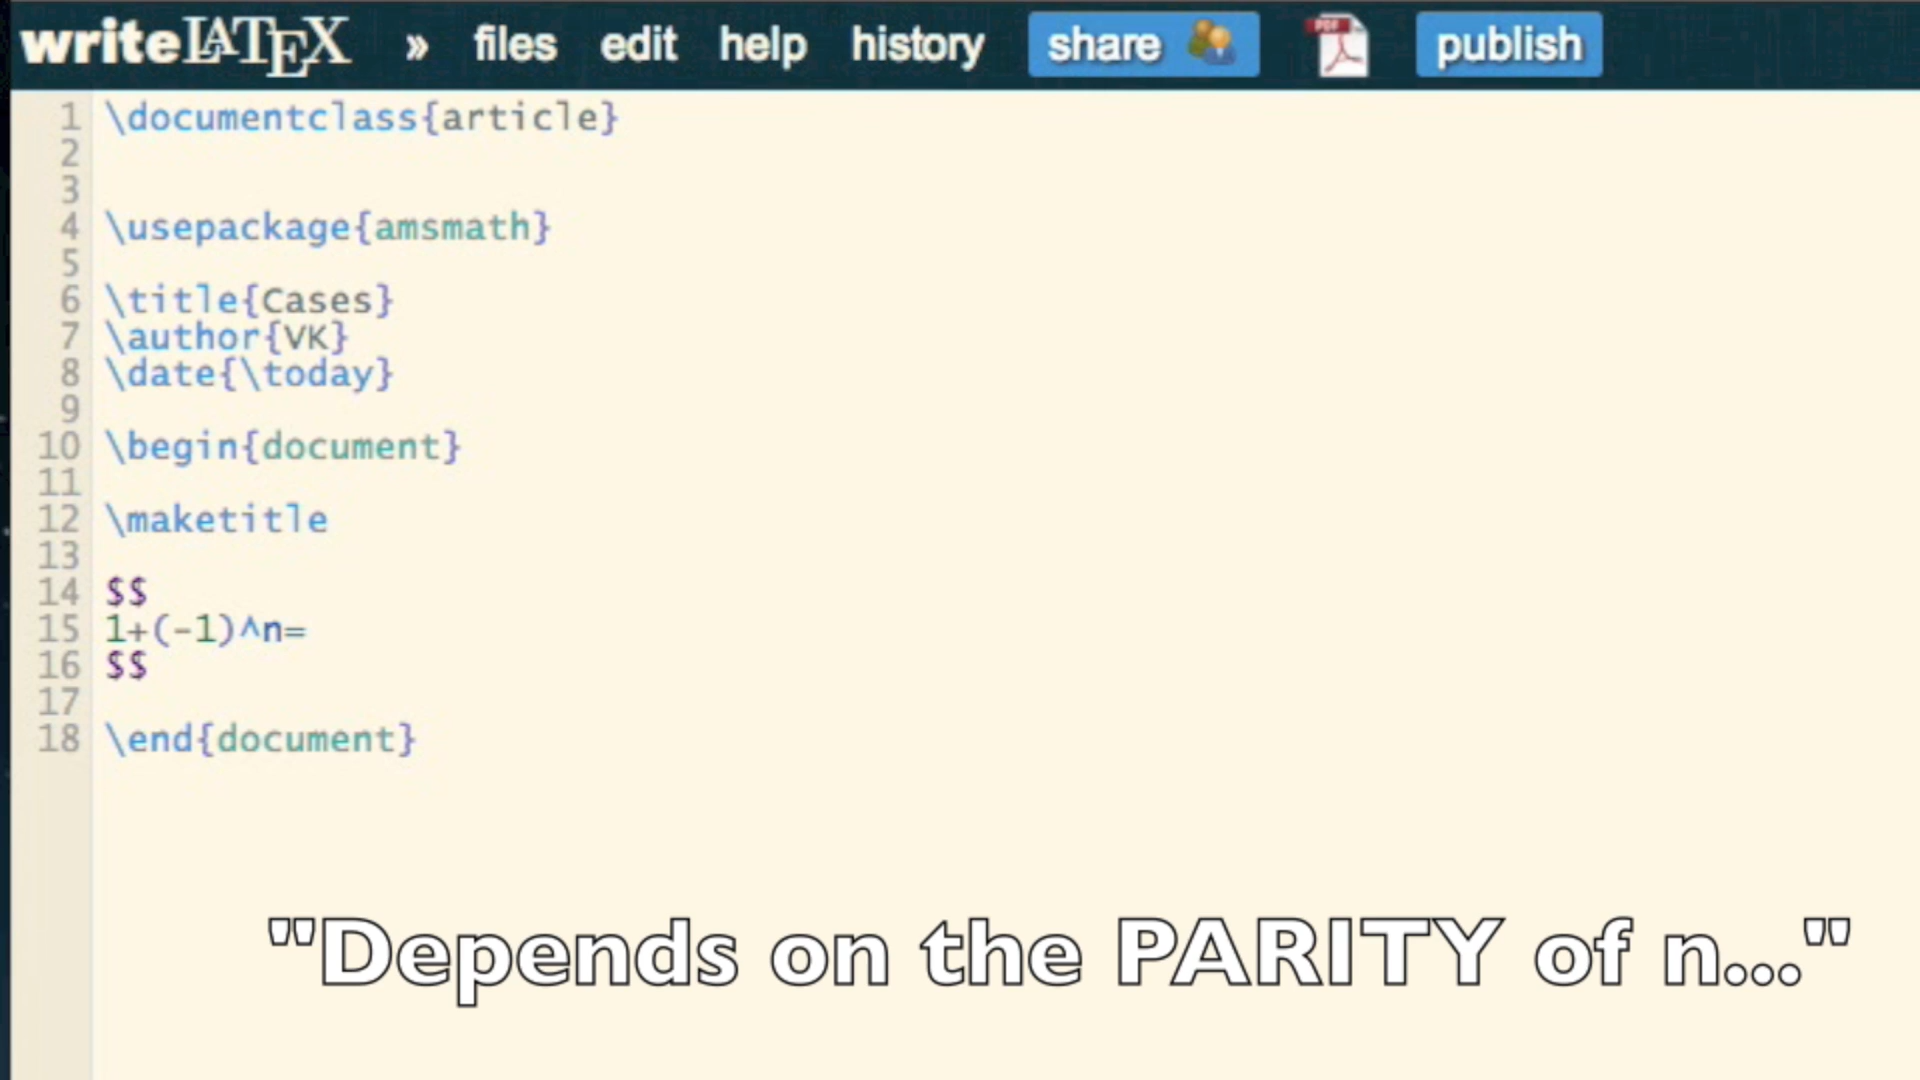 writeLATEX » files edit help history share publish
1 \documentclass{article}
2
3
4 \usepackage{amsmath}
5
6 \title{Cases}
7 \author{VK}
8 \date{\today}
9
10 \begin{document}
11
12 \maketitle
13
14 $$
15 1+(-1)^n=
16 $$
17
18 \end{document}
"Depends on the PARITY of n..."